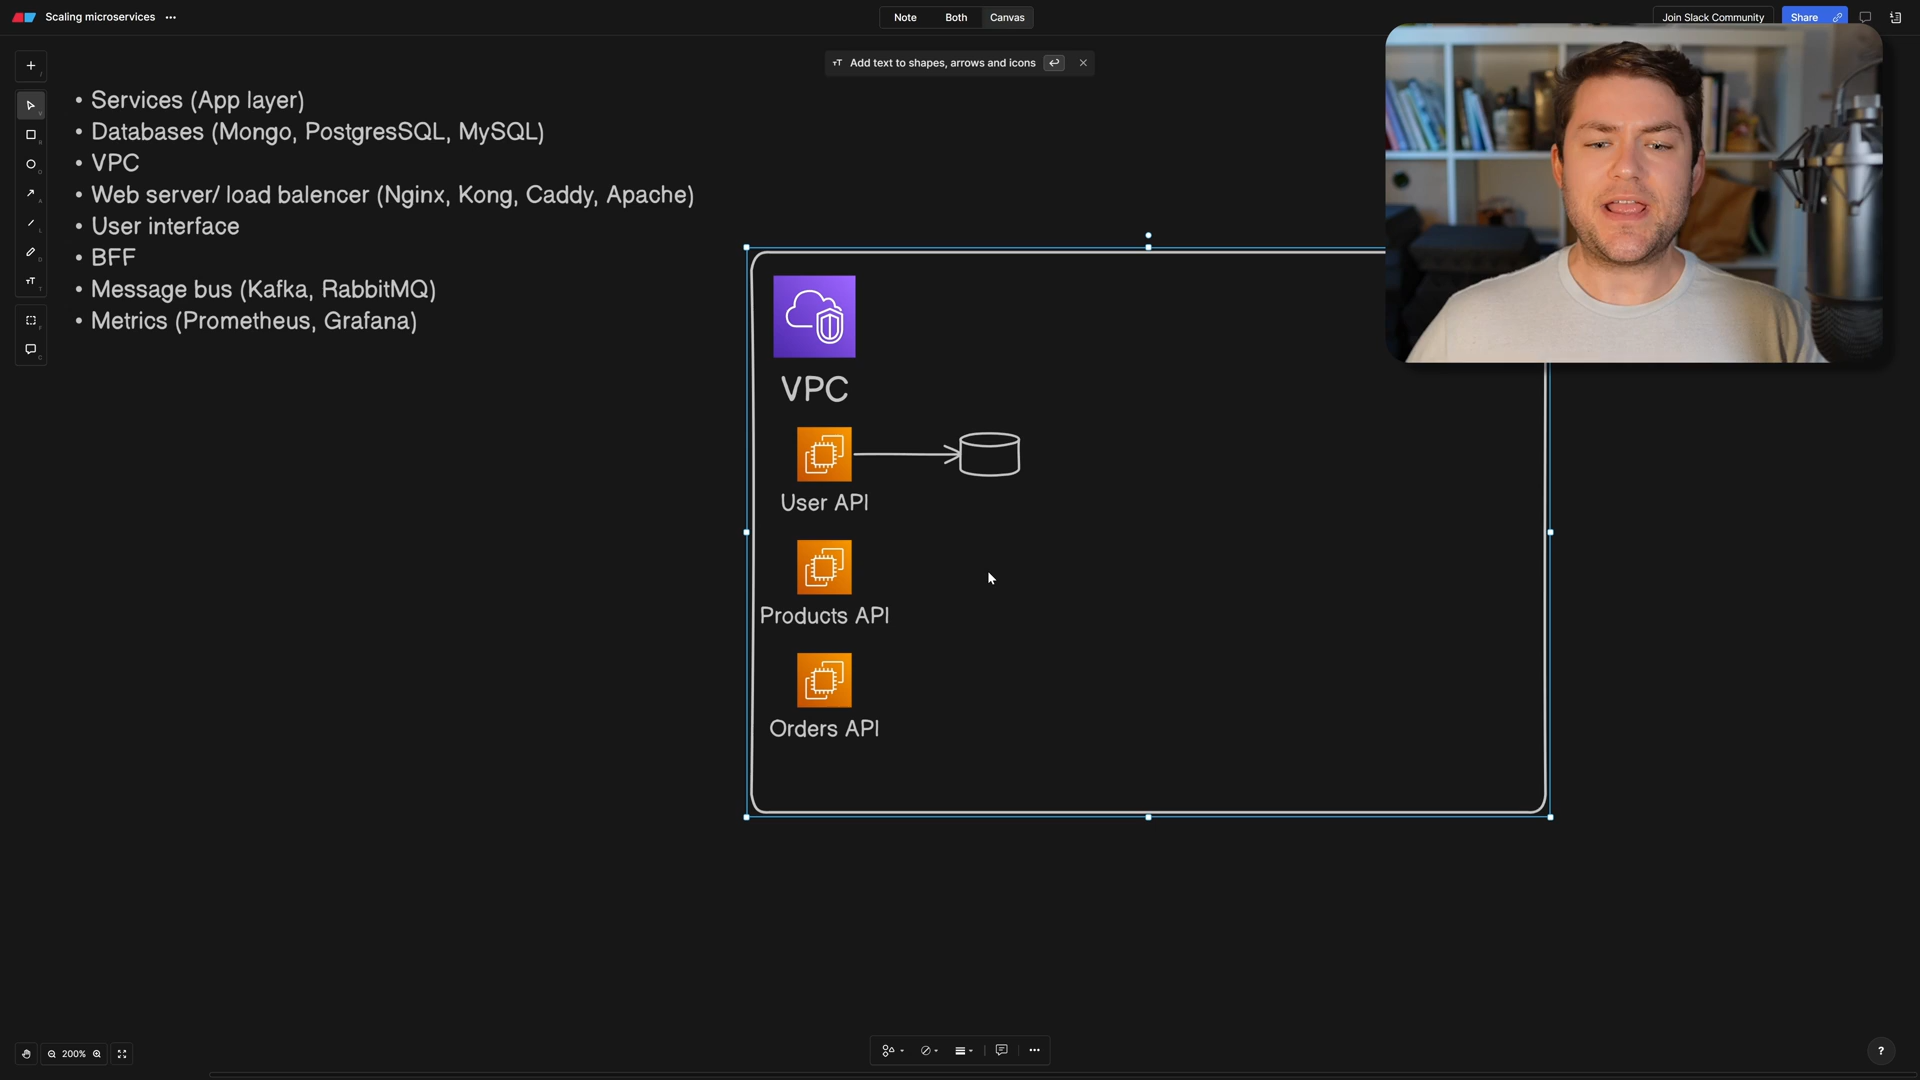 Scaling microservices
Note
Both
Canvas
Join Slack Community
Share
Add text to shapes, arrows and icons
• Services (App layer)
• Databases (Mongo, PostgresSQL, MySQL)
• VPC
• Web server/ load balencer (Nginx, Kong, Caddy, Apache)
• User interface
• BFF
• Message bus (Kafka, RabbitMQ)
• Metrics (Prometheus, Grafana)
VPC
User API
Products API
Orders API
200%
?